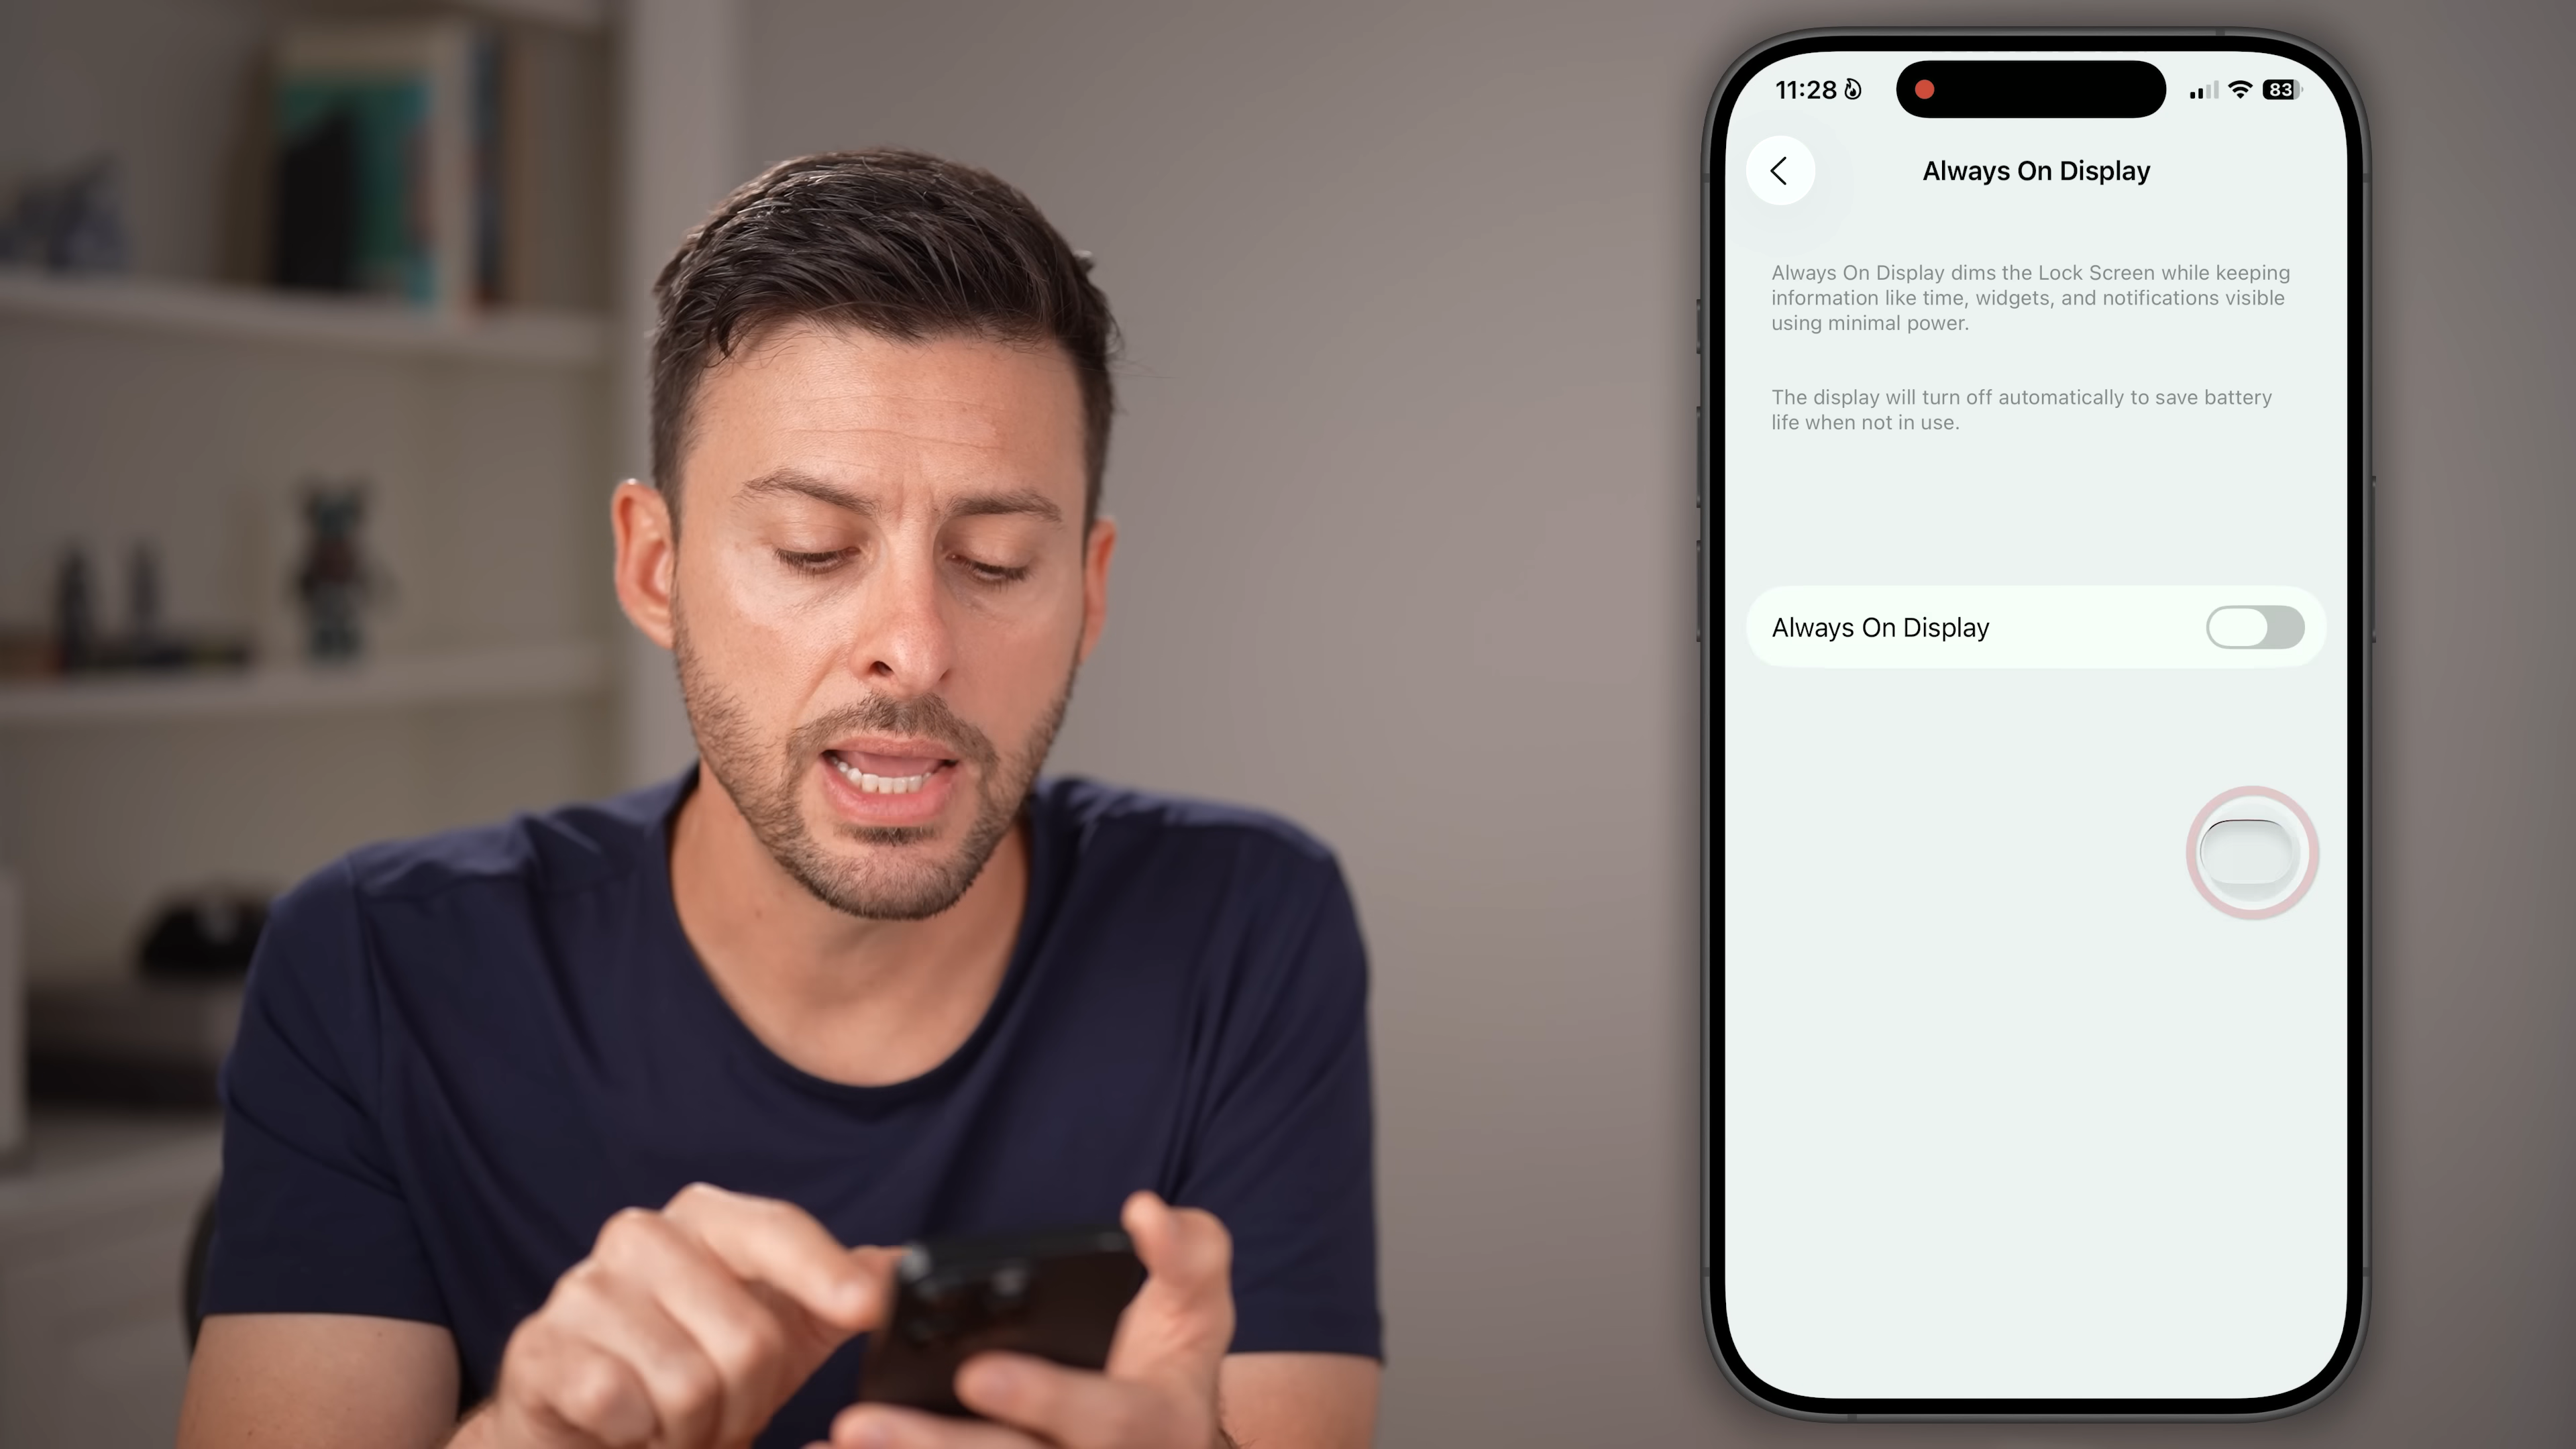 11:28
83
Always On Display
Always On Display dims the Lock Screen while keeping
information like time, widgets, and notifications visible
using minimal power.
The display will turn off automatically to save battery
life when not in use.
Always On Display